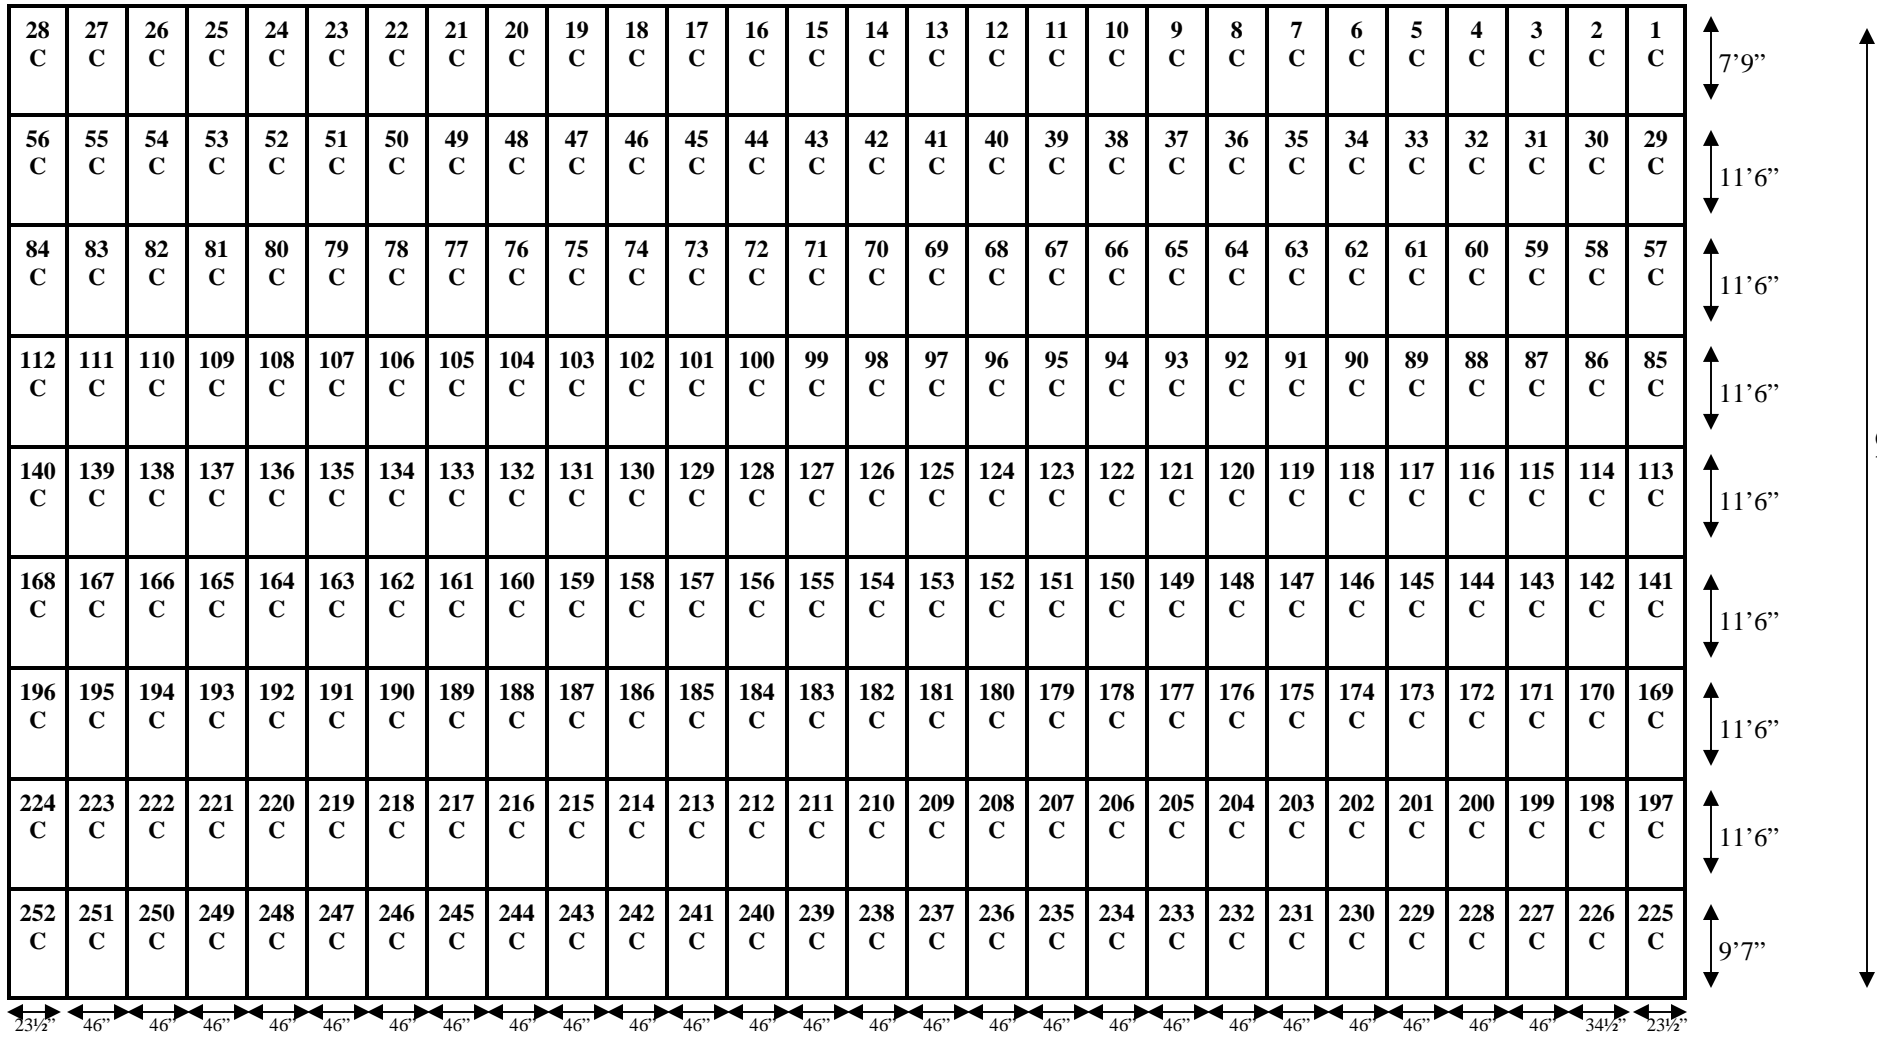 28 27 26 25 24 23 22 21 20 19 18 17 16 15 14 13 12 11 10 9 8 7 6 5 4 3 2 1
C C C C C C C C C C C C C C C C C C C C C C C C C C C C
7’9”
56 55 54 53 52 51 50 49 48 47 46 45 44 43 42 41 40 39 38 37 36 35 34 33 32 31 30 29
C C C C C C C C C C C C C C C C C C C C C C C C C C C C
11’6”
84 83 82 81 80 79 78 77 76 75 74 73 72 71 70 69 68 67 66 65 64 63 62 61 60 59 58 57
C C C C C C C C C C C C C C C C C C C C C C C C C C C C
11’6”
112 111 110 109 108 107 106 105 104 103 102 101 100 99 98 97 96 95 94 93 92 91 90 89 88 87 86 85
C C C C C C C C C C C C C C C C C C C C C C C C C C C C
11’6”
140 139 138 137 136 135 134 133 132 131 130 129 128 127 126 125 124 123 122 121 120 119 118 117 116 115 114 113
C C C C C C C C C C C C C C C C C C C C C C C C C C C C
11’6”
168 167 166 165 164 163 162 161 160 159 158 157 156 155 154 153 152 151 150 149 148 147 146 145 144 143 142 141
C C C C C C C C C C C C C C C C C C C C C C C C C C C C
11’6”
196 195 194 193 192 191 190 189 188 187 186 185 184 183 182 181 180 179 178 177 176 175 174 173 172 171 170 169
C C C C C C C C C C C C C C C C C C C C C C C C C C C C
11’6”
224 223 222 221 220 219 218 217 216 215 214 213 212 211 210 209 208 207 206 205 204 203 202 201 200 199 198 197
C C C C C C C C C C C C C C C C C C C C C C C C C C C C
11’6”
252 251 250 249 248 247 246 245 244 243 242 241 240 239 238 237 236 235 234 233 232 231 230 229 228 227 226 225
C C C C C C C C C C C C C C C C C C C C C C C C C C C C
9’7”
23½” 46” 46” 46” 46” 46” 46” 46” 46” 46” 46” 46” 46” 46” 46” 46” 46” 46” 46” 46” 46” 46” 46” 46” 46” 46” 34½” 23½”